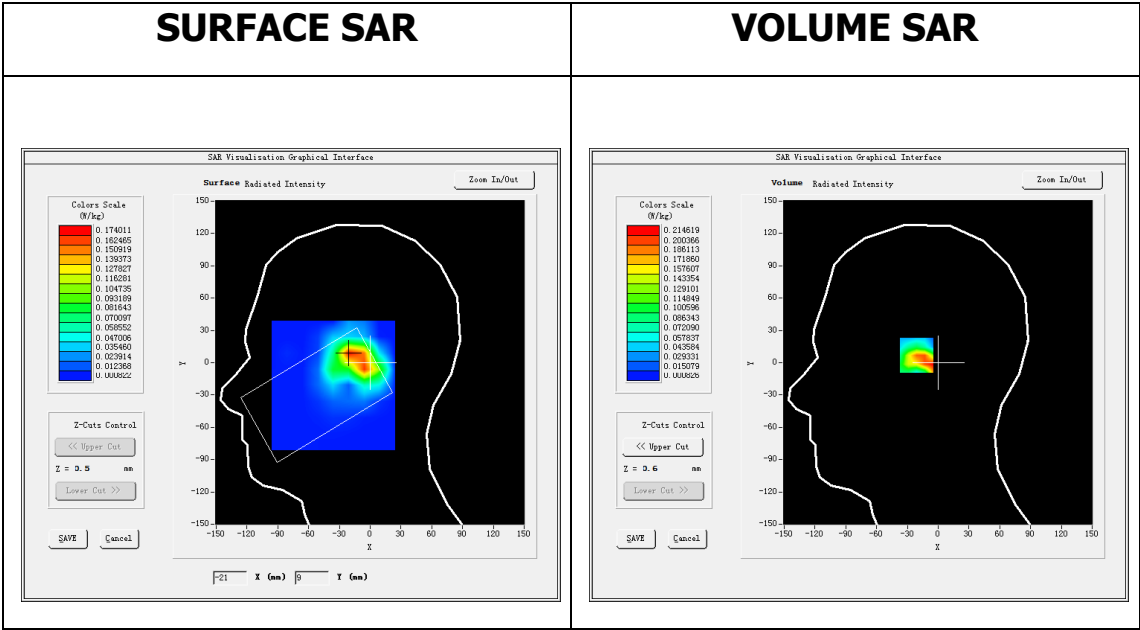 SURFACE SAR
VOLUME SAR
SAR Visualisation Graphical Interface
Surface Radiated Intensity
Zoom In/Out
Colors Scale
(W/kg)
0.174011
0.162465
0.150919
0.139373
0.127827
0.116281
0.104735
0.093189
0.081643
0.070097
0.058552
0.047006
0.035460
0.023914
0.012368
0.000822
Z-Cuts Control
<< Upper Cut
Z = 0.5 mm
Lower Cut >>
SAVE Cancel
150
120
90
60
30
0
-30
-60
-90
-120
-150
Y
-150 -120 -90 -60 -30 0 30 60 90 120 150
X
-21 X (mm) 9 Y (mm)
SAR Visualisation Graphical Interface
Volume Radiated Intensity
Zoom In/Out
Colors Scale
(W/kg)
0.214619
0.200366
0.186113
0.171860
0.157607
0.143354
0.129101
0.114849
0.100596
0.086343
0.072090
0.057837
0.043584
0.029331
0.015079
0.000826
Z-Cuts Control
<< Upper Cut
Z = 0.6 mm
Lower Cut >>
SAVE Cancel
150
120
90
60
30
0
-30
-60
-90
-120
-150
Y
-150 -120 -90 -60 -30 0 30 60 90 120 150
X